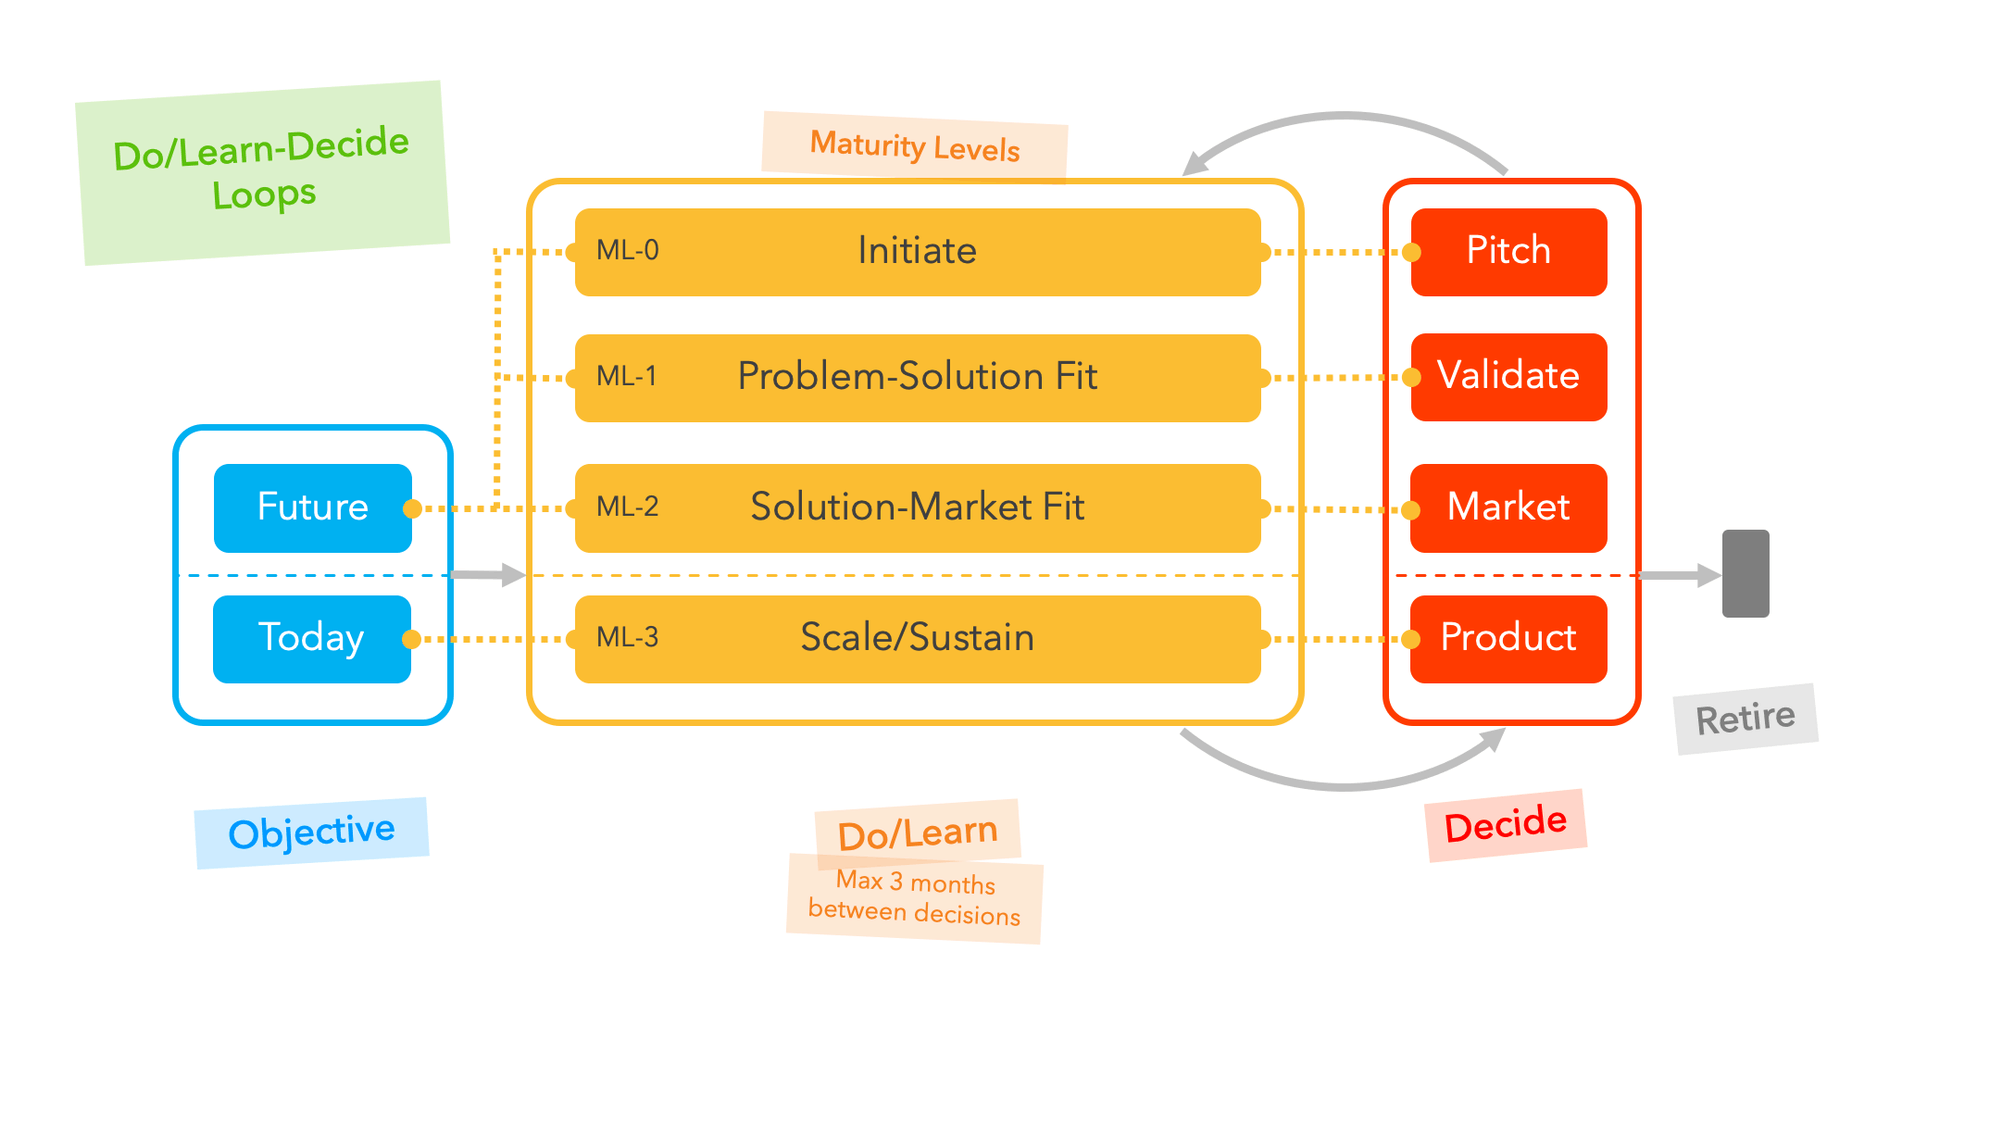 Do/Learn-Decide
Loops
Maturity Levels
ML-0 Initiate
Pitch
ML-1 Problem-Solution Fit
Validate
Future
ML-2 Solution-Market Fit
Market
Today
ML-3 Scale/Sustain
Product
Retire
Objective
Do/Learn
Max 3 months
between decisions
Decide